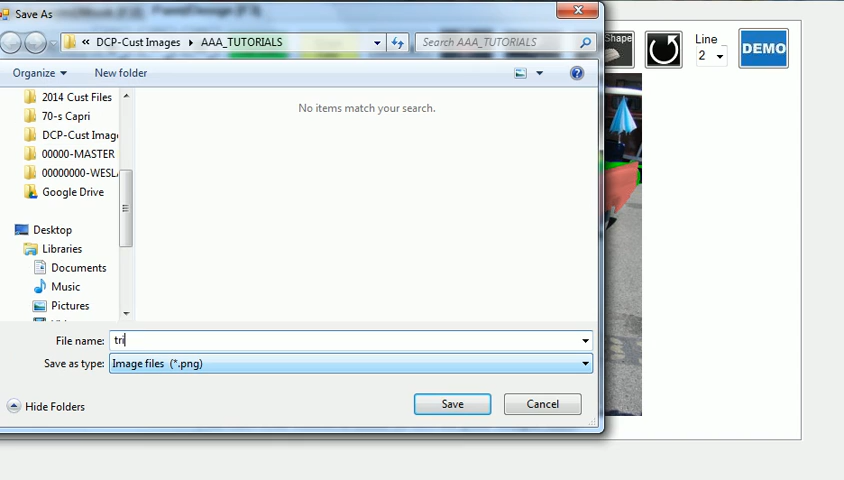 Save As
« DCP-Cust Images ▸ AAA_TUTORIALS
Search AAA_TUTORIALS
Organize
New folder
2014 Cust Files
70-s Capri
DCP-Cust Imag
00000-MASTER
00000000-WESLA
Google Drive
Desktop
Libraries
Documents
Music
Pictures
No items match your search.
File name: tri
Save as type: Image files (*.png)
Hide Folders
Save
Cancel
Shape
Line
2
DEMO